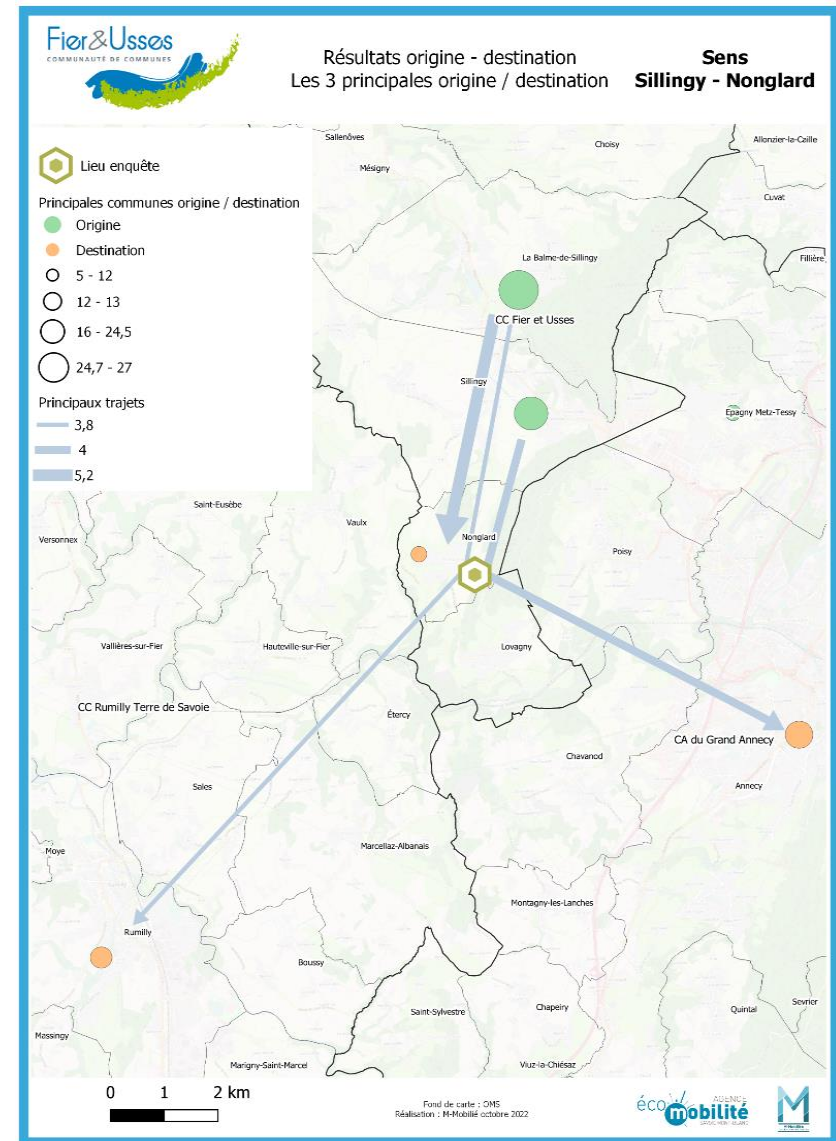 Fier&Usses
COMMUNAUTÉ DE COMMUNES
Résultats origine - destination
Les 3 principales origine / destination
Sens
Sillingy - Nonglard
Lieu enquête
Principales communes origine / destination
Origine
Destination
5 - 12
12 - 13
16 - 24,5
24,7 - 27
Principaux trajets
3,8
4
5,2
Sallenôves
Choisy
Allonzier-la-Caille
Mésigny
Cuvat
La Balme-de-Sillingy
Fillière
CC Fier et Usses
Sillingy
Epagny Metz-Tessy
Saint-Eusèbe
Vaulx
Versonnex
Nonglard
Poisy
Vallières-sur-Fier
Hauteville-sur-Fier
Lovagny
CC Rumilly Terre de Savoie
Étercy
CA du Grand Annecy
Chavanod
Annecy
Sales
Moye
Marcellaz-Albanais
Montagny-les-Lanches
Rumilly
Boussy
Saint-Sylvestre
Chapeiry
Quintal
Sevrier
Massingy
Marigny-Saint-Marcel
Viuz-la-Chiésaz
0 1 2 km
Fond de carte : OMS
Réalisation : M-Mobilié octobre 2022
AGENCE
écomobilité
SAVOIE MONT-BLANC
M